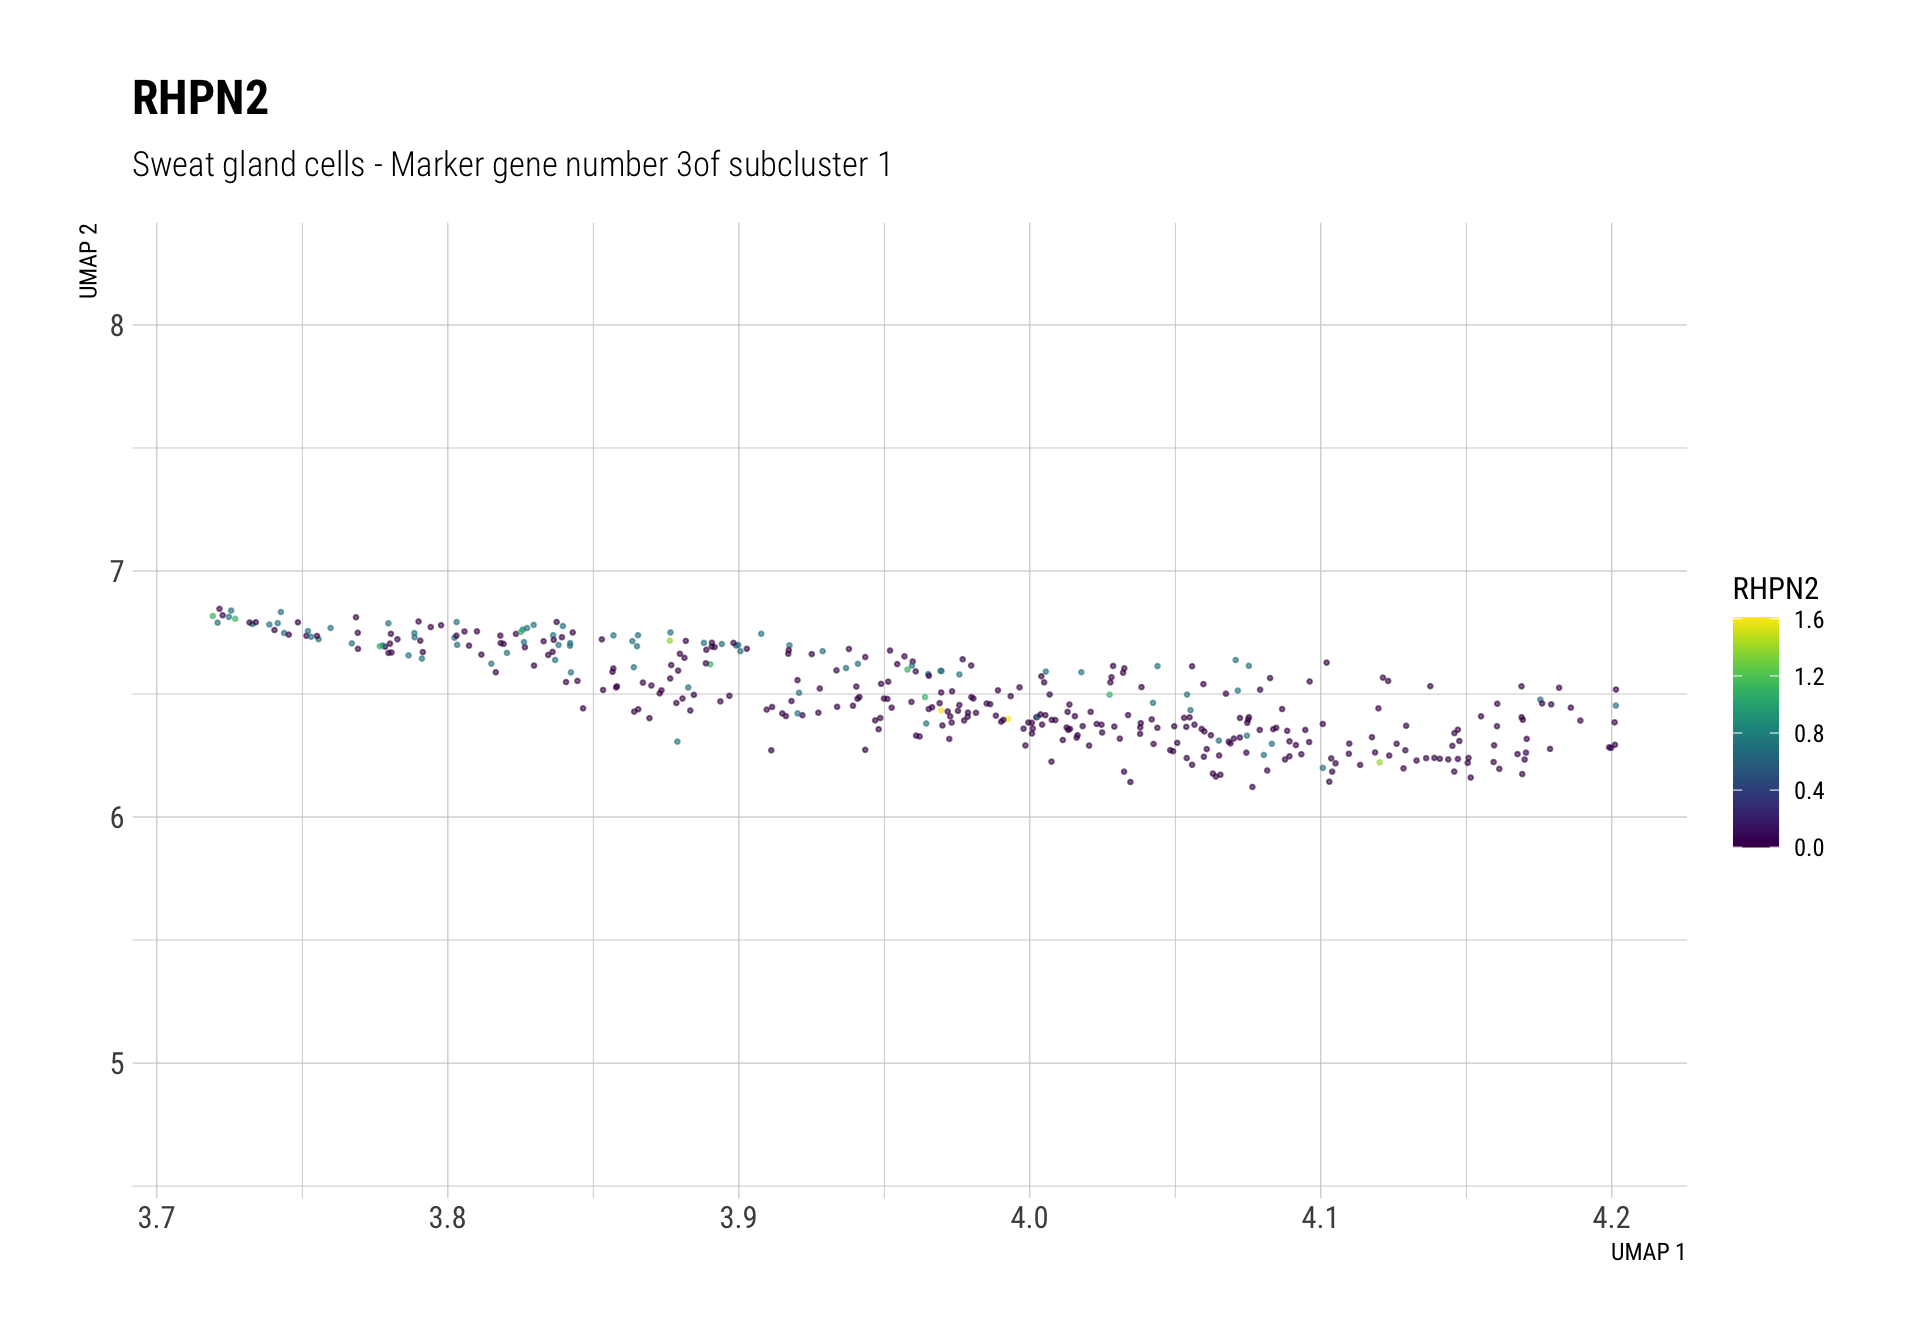 RHPN2
Sweat gland cells - Marker gene number 3of subcluster 1
UMAP 2
8
7
6
5
3.7 3.8 3.9 4.0 4.1 4.2
UMAP 1
RHPN2
1.6
1.2
0.8
0.4
0.0